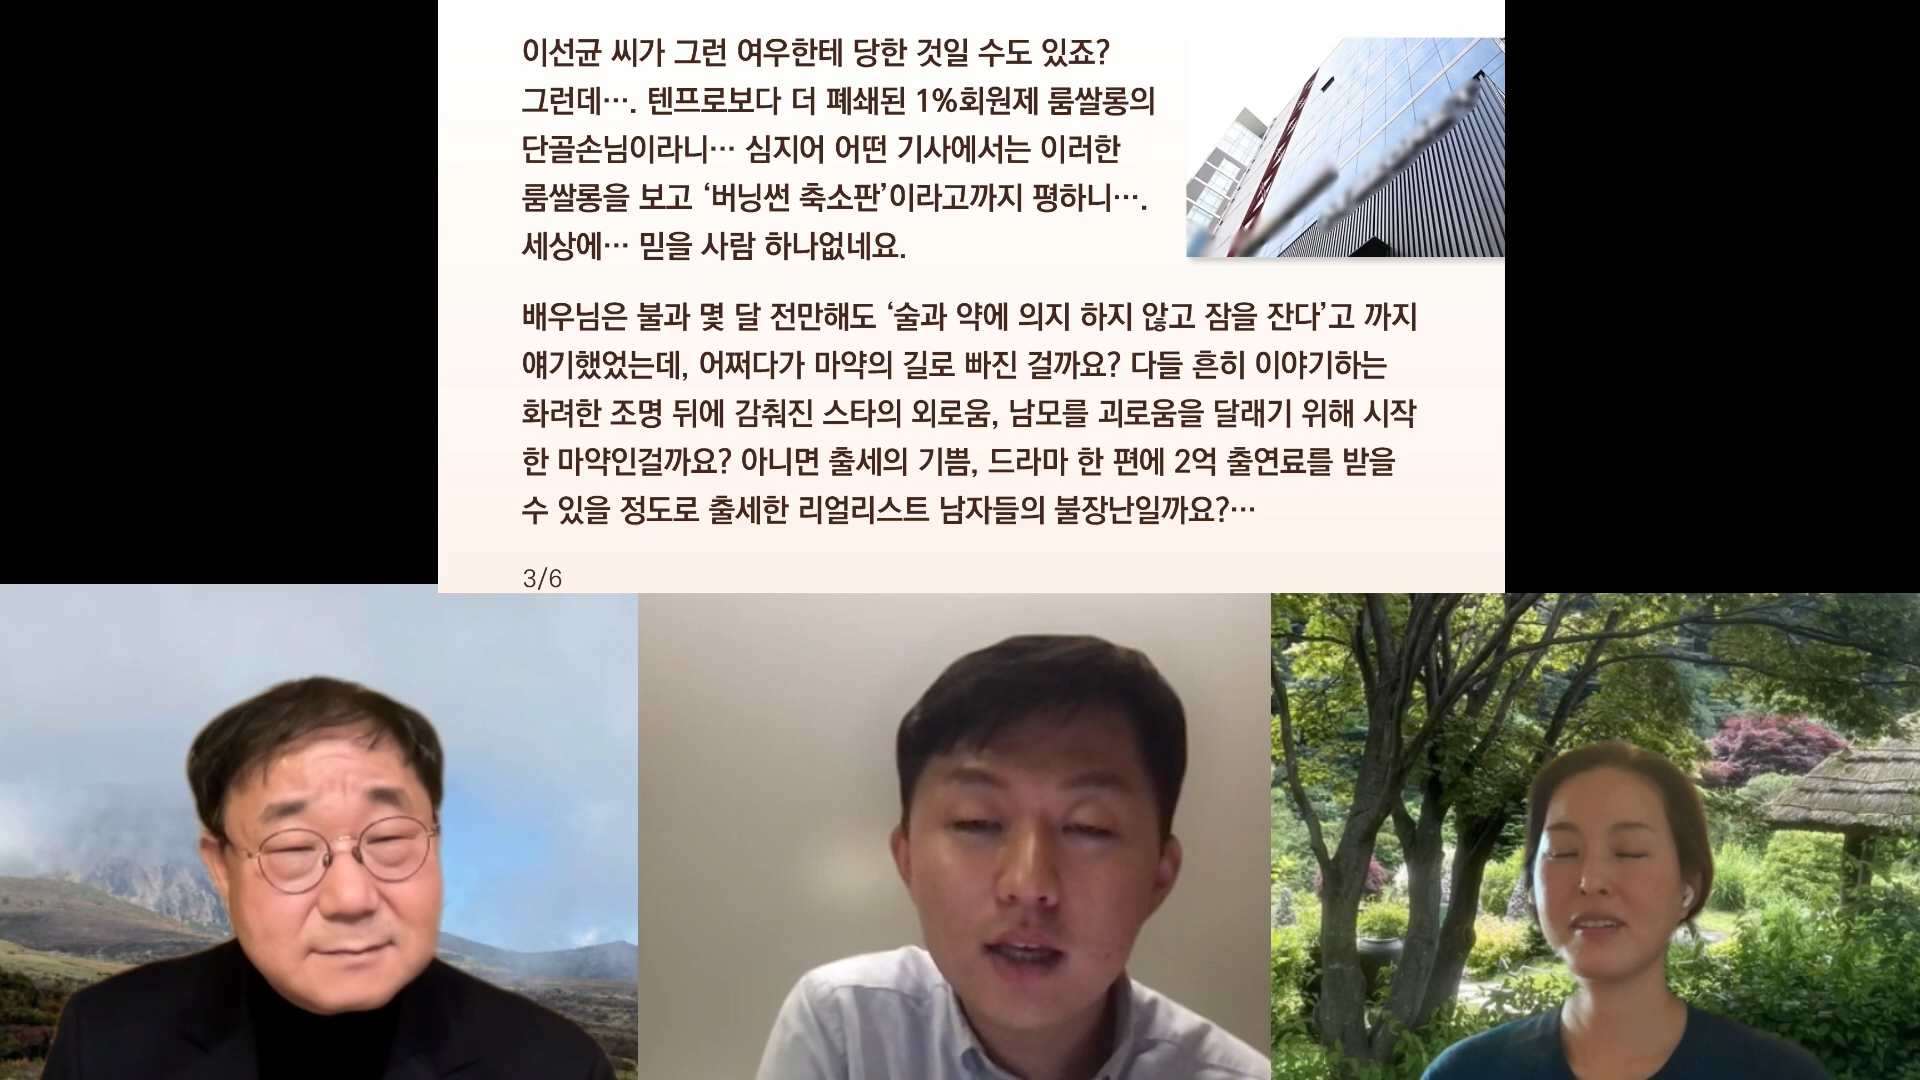 이선균 씨가 그런 여우한테 당한 것일 수도 있죠?
그런데…. 텐프로보다 더 폐쇄된 1%회원제 룸쌀롱의
단골손님이라니… 심지어 어떤 기사에서는 이러한
룸쌀롱을 보고 ‘버닝썬 축소판’이라고까지 평하니….
세상에… 믿을 사람 하나없네요.
배우님은 불과 몇 달 전만해도 ‘술과 약에 의지 하지 않고 잠을 잔다’고 까지
얘기했었는데, 어쩌다가 마약의 길로 빠진 걸까요? 다들 흔히 이야기하는
화려한 조명 뒤에 감춰진 스타의 외로움, 남모를 괴로움을 달래기 위해 시작
한 마약인걸까요? 아니면 출세의 기쁨, 드라마 한 편에 2억 출연료를 받을
수 있을 정도로 출세한 리얼리스트 남자들의 불장난일까요?…
3/6